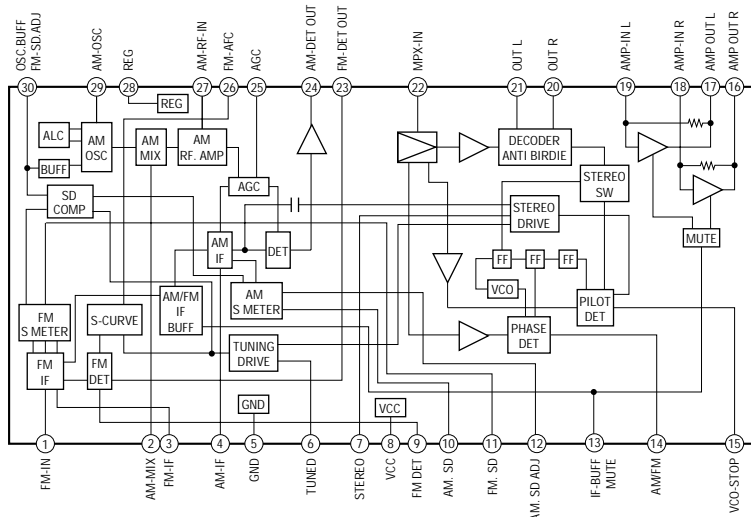 OSC.BUFF
FM-SD.ADJ
AM-OSC
REG
AM-RF-IN
FM-AFC
AGC
AM-DET OUT
FM-DET OUT
MPX-IN
OUT L
OUT R
AMP-IN L
AMP-IN R
AMP OUT L
AMP OUT R
30
29
28
27
26
25
24
23
22
21
20
19
18
17
16
REG
ALC
AM
OSC
AM
MIX
AM
RF. AMP
DECODER
ANTI BIRDIE
BUFF
STEREO
SW
AGC
SD
COMP
STEREO
DRIVE
MUTE
AM
IF
DET
FF
FF
FF
VCO
AM/FM
IF
BUFF
AM
S METER
PILOT
DET
FM
S METER
S-CURVE
PHASE
DET
TUNING
DRIVE
FM
IF
FM
DET
GND
VCC
1
2
3
4
5
6
7
8
9
10
11
12
13
14
15
FM-IN
AM-MIX
FM-IF
AM-IF
GND
TUNED
STEREO
VCC
FM DET
AM. SD
FM. SD
AM. SD ADJ
IF-BUFF
MUTE
AW/FM
VCO-STOP